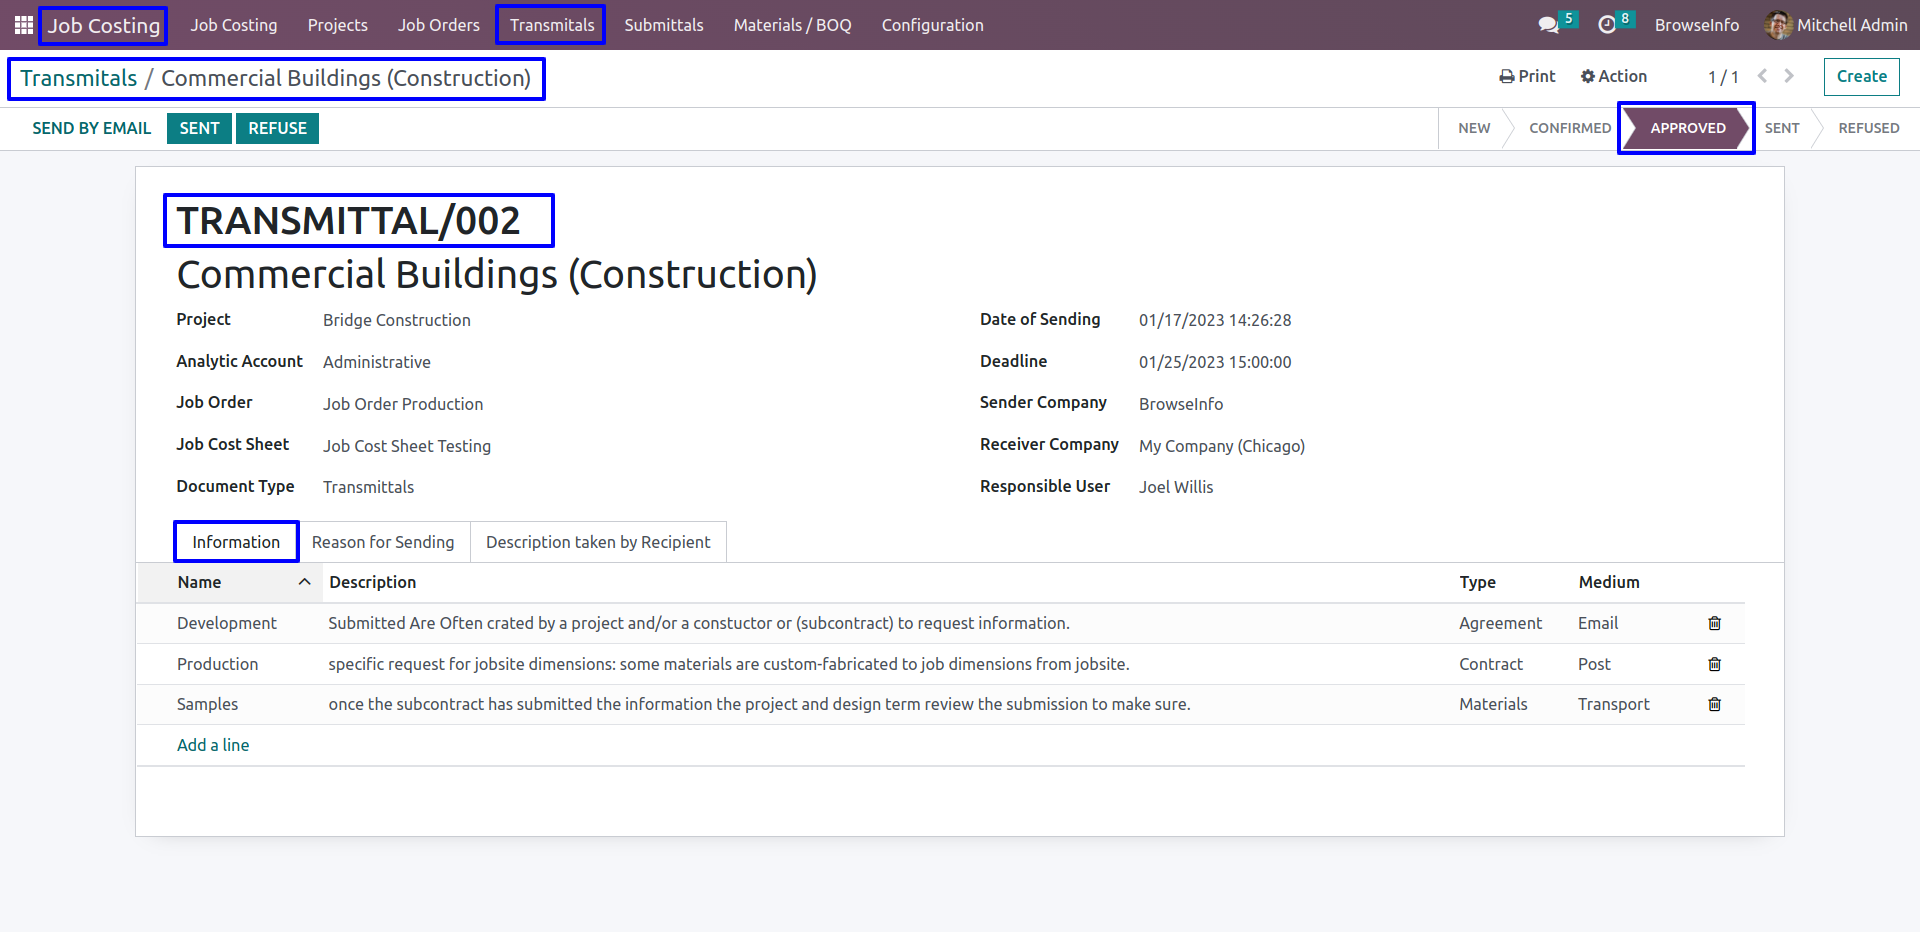 Job Costing Job Costing Projects Job Orders Transmitals Submittals Materials / BOQ Configuration 5 8 BrowseInfo Mitchell Admin
Transmitals / Commercial Buildings (Construction) Print Action 1 / 1 Create
SEND BY EMAIL SENT REFUSE NEW CONFIRMED APPROVED SENT REFUSED
TRANSMITTAL/002
Commercial Buildings (Construction)
Project Bridge Construction Date of Sending 01/17/2023 14:26:28
Analytic Account Administrative Deadline 01/25/2023 15:00:00
Job Order Job Order Production Sender Company BrowseInfo
Job Cost Sheet Job Cost Sheet Testing Receiver Company My Company (Chicago)
Document Type Transmittals Responsible User Joel Willis
Information Reason for Sending Description taken by Recipient
Name Description Type Medium
Development Submitted Are Often crated by a project and/or a constuctor or (subcontract) to request information. Agreement Email
Production specific request for jobsite dimensions: some materials are custom-fabricated to job dimensions from jobsite. Contract Post
Samples once the subcontract has submitted the information the project and design term review the submission to make sure. Materials Transport
Add a line